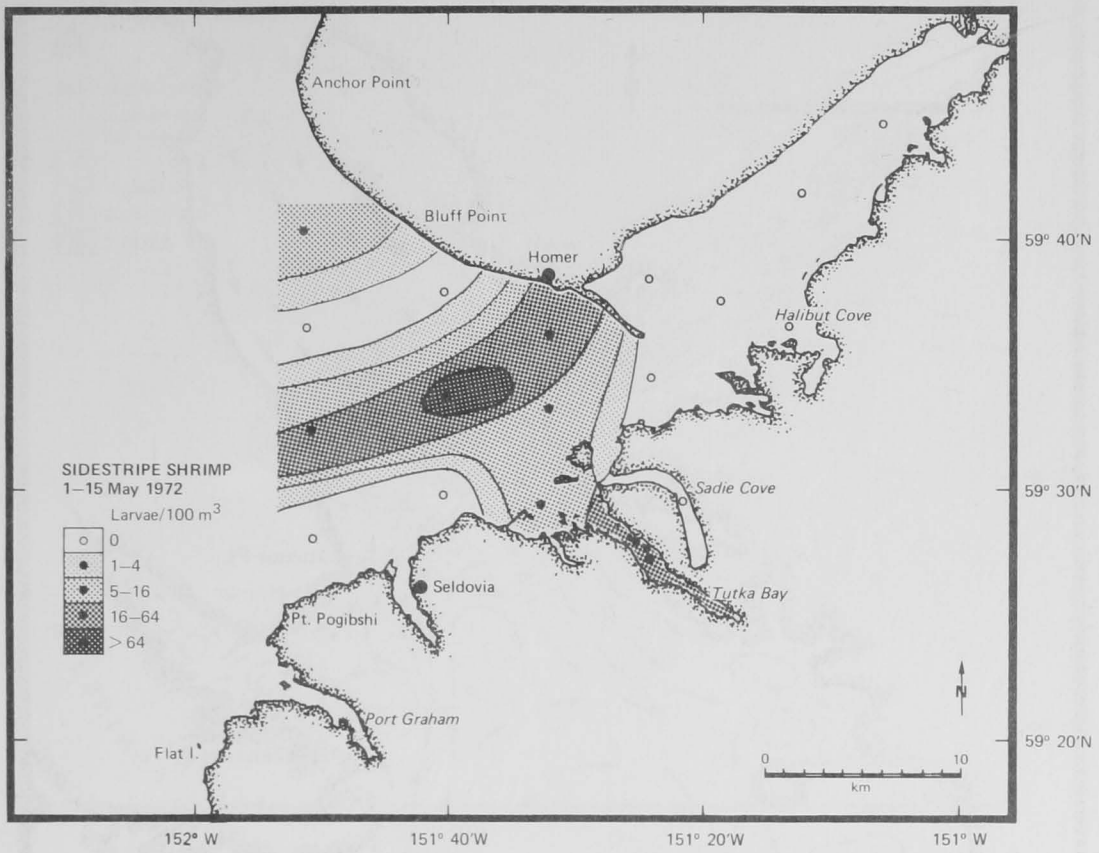 Anchor Point
Bluff Point
Homer
59° 40'N
Halibut Cove
SIDESTRIPE SHRIMP
1–15 May 1972
Larvae/100 m³
0
1–4
5–16
16–64
>64
Sadie Cove
59° 30'N
Seldovia
Tutka Bay
Pt. Pogibshi
Port Graham
Flat I.
N
0 10
km
59° 20'N
152° W 151° 40'W 151° 20'W 151° W